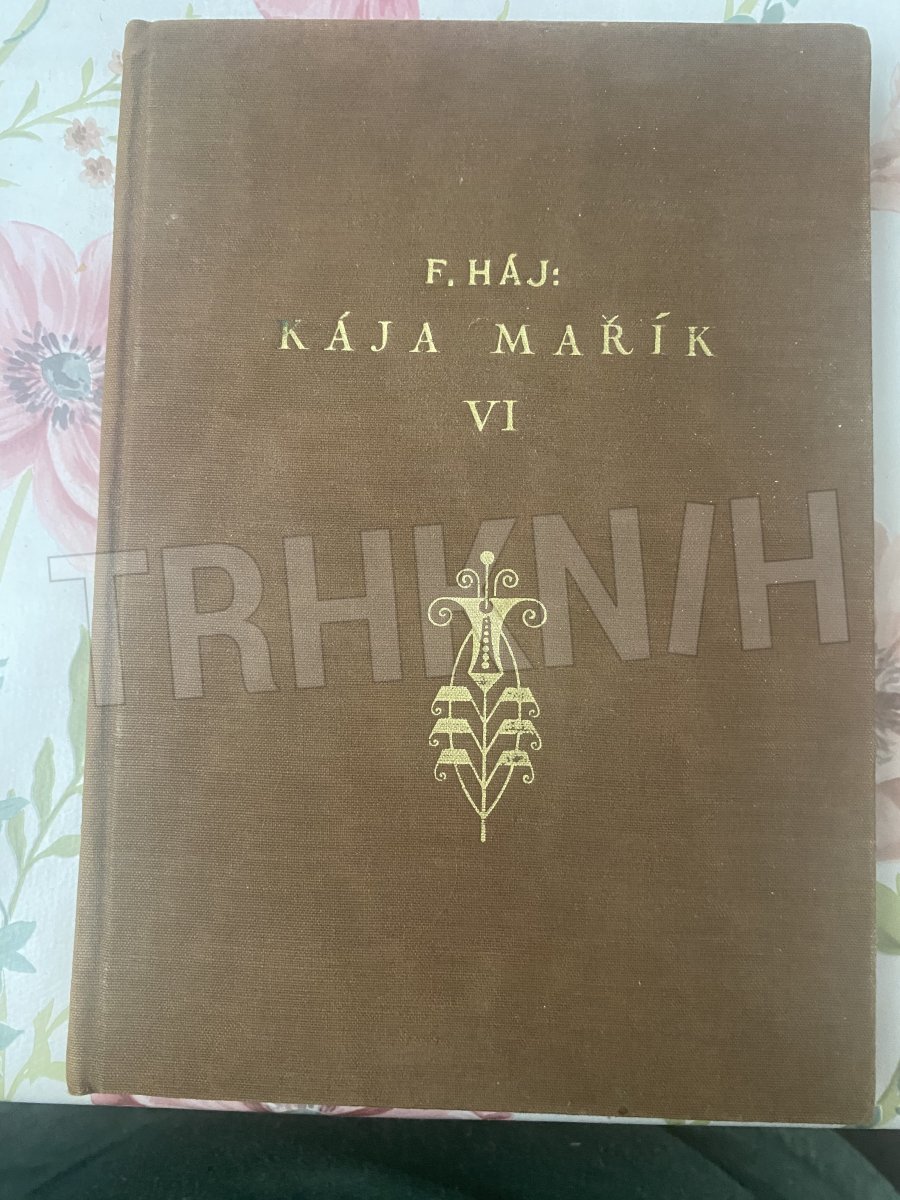 F. HÁJ:
KÁJA MAŘÍK
VI
TRHKNIH